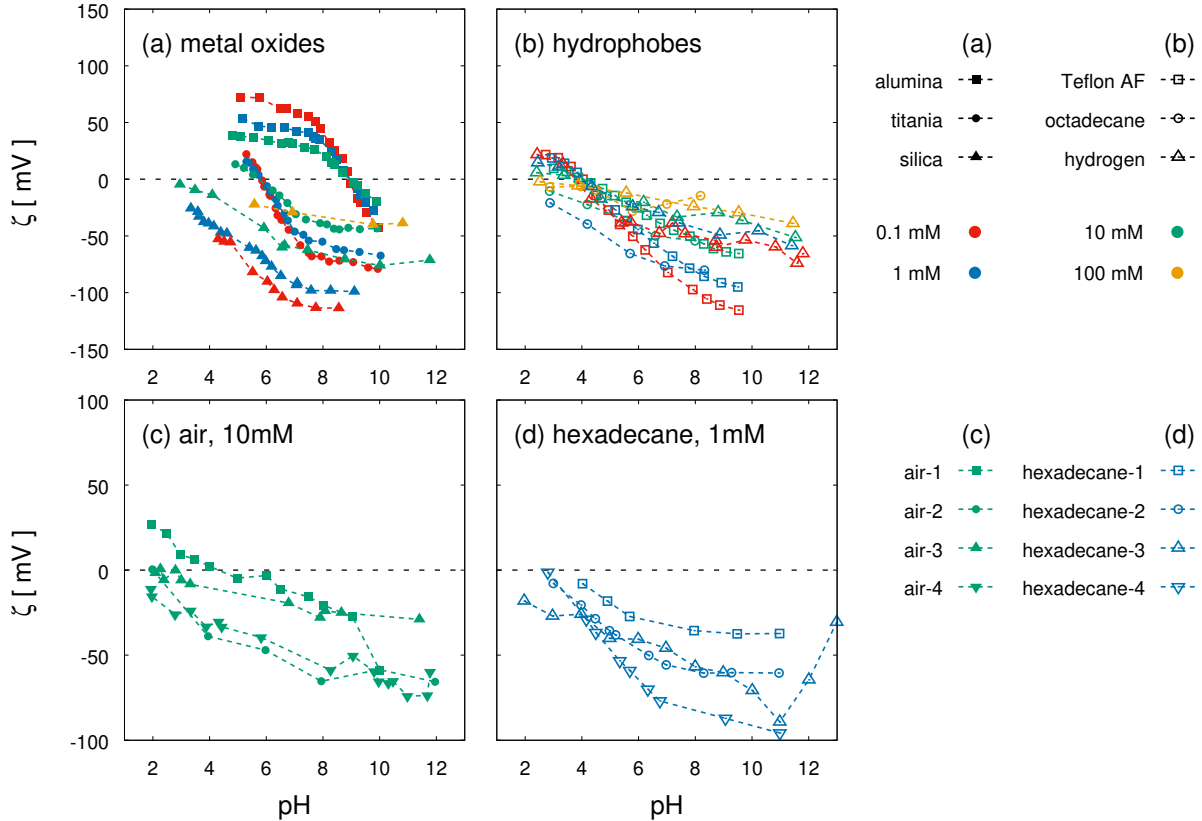 150
100
50
0
-50
-100
-150
ζ [ mV ]
(a) metal oxides
2 4 6 8 10 12
(b) hydrophobes
2 4 6 8 10 12
(a) (b)
alumina Teflon AF
titania octadecane
silica hydrogen
0.1 mM 10 mM
1 mM 100 mM
100
50
0
-50
-100
ζ [ mV ]
(c) air, 10mM
2 4 6 8 10 12
pH
(d) hexadecane, 1mM
2 4 6 8 10 12
pH
(c) (d)
air-1 hexadecane-1
air-2 hexadecane-2
air-3 hexadecane-3
air-4 hexadecane-4